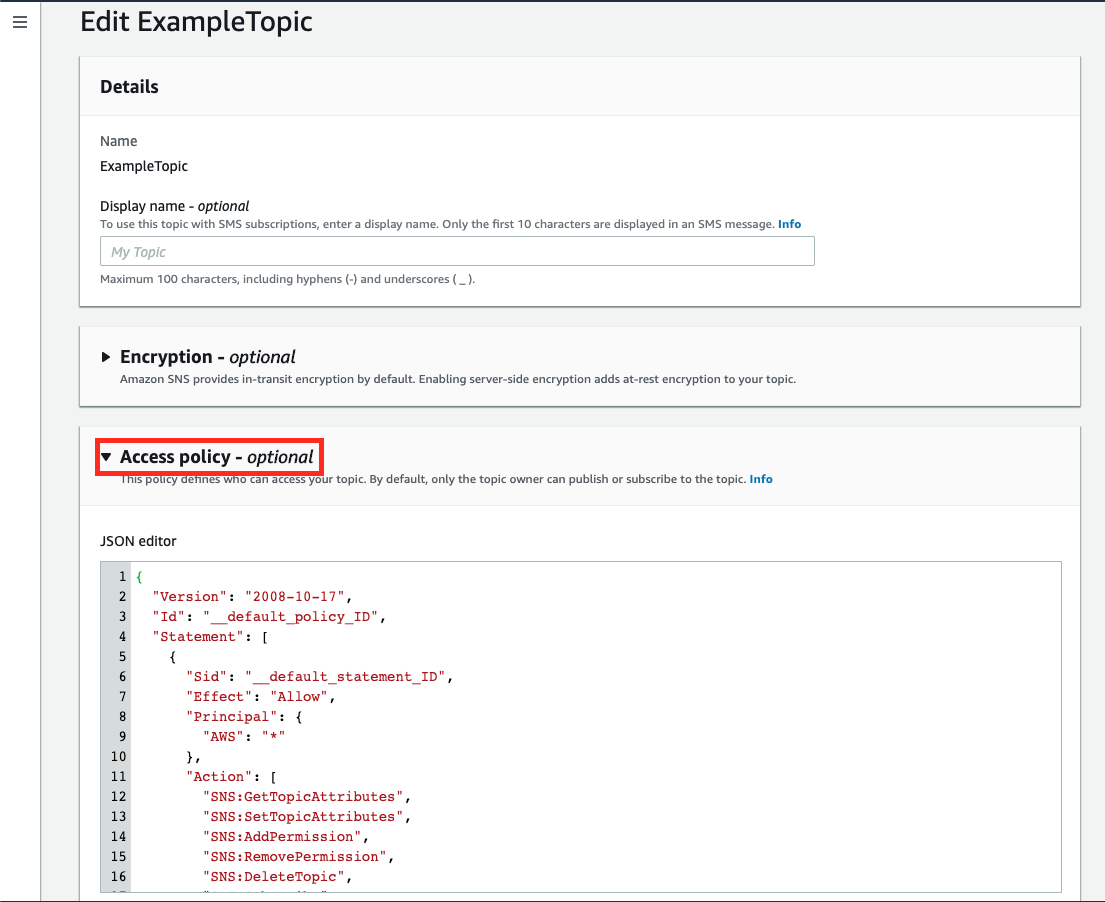 Edit ExampleTopic
Details
Name
ExampleTopic
Display name - optional
To use this topic with SMS subscriptions, enter a display name. Only the first 10 characters are displayed in an SMS message. Info
My Topic
Maximum 100 characters, including hyphens (-) and underscores (_).
Encryption - optional
Amazon SNS provides in-transit encryption by default. Enabling server-side encryption adds at-rest encryption to your topic.
Access policy - optional
This policy defines who can access your topic. By default, only the topic owner can publish or subscribe to the topic. Info
JSON editor
1 {
2 "Version": "2008-10-17",
3 "Id": "__default_policy_ID",
4 "Statement": [
5 {
6 "Sid": "__default_statement_ID",
7 "Effect": "Allow",
8 "Principal": {
9 "AWS": "*"
10 },
11 "Action": [
12 "SNS:GetTopicAttributes",
13 "SNS:SetTopicAttributes",
14 "SNS:AddPermission",
15 "SNS:RemovePermission",
16 "SNS:DeleteTopic",